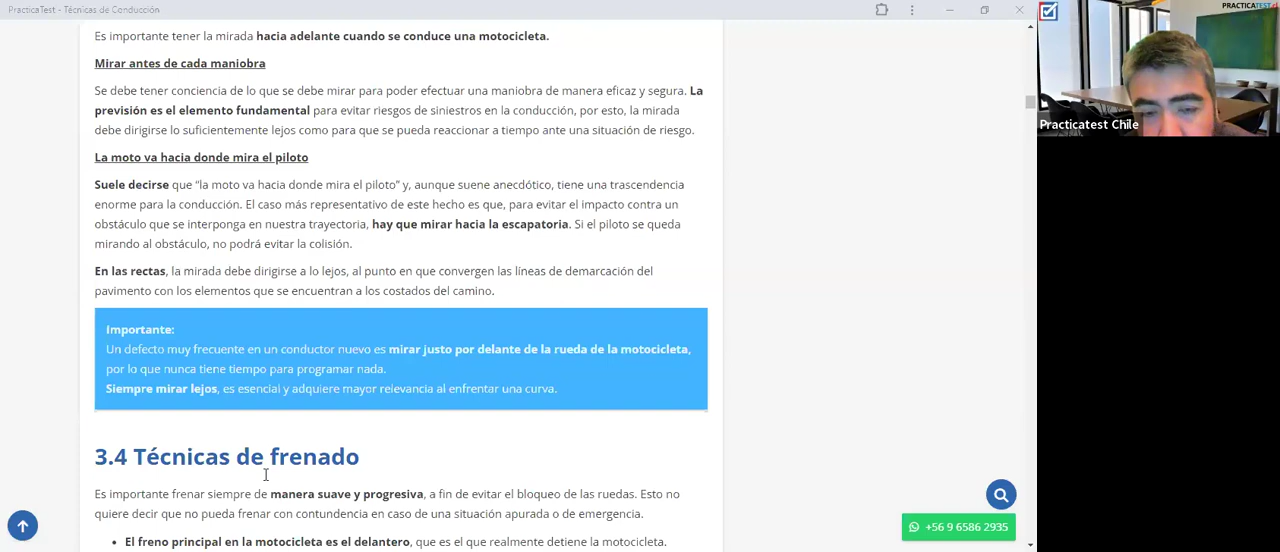 PracticaTest - Técnicas de Conducción
Es importante tener la mirada hacia adelante cuando se conduce una motocicleta.
Mirar antes de cada maniobra
Se debe tener conciencia de lo que se debe mirar para poder efectuar una maniobra de manera eficaz y segura. La
previsión es el elemento fundamental para evitar riesgos de siniestros en la conducción, por esto, la mirada
debe dirigirse lo suficientemente lejos como para que se pueda reaccionar a tiempo ante una situación de riesgo.
La moto va hacia donde mira el piloto
Suele decirse que “la moto va hacia donde mira el piloto” y, aunque suene anecdótico, tiene una trascendencia
enorme para la conducción. El caso más representativo de este hecho es que, para evitar el impacto contra un
obstáculo que se interponga en nuestra trayectoria, hay que mirar hacia la escapatoria. Si el piloto se queda
mirando al obstáculo, no podrá evitar la colisión.
En las rectas, la mirada debe dirigirse a lo lejos, al punto en que convergen las líneas de demarcación del
pavimento con los elementos que se encuentran a los costados del camino.
Importante:
Un defecto muy frecuente en un conductor nuevo es mirar justo por delante de la rueda de la motocicleta,
por lo que nunca tiene tiempo para programar nada.
Siempre mirar lejos, es esencial y adquiere mayor relevancia al enfrentar una curva.
3.4 Técnicas de frenado
Es importante frenar siempre de manera suave y progresiva, a fin de evitar el bloqueo de las ruedas. Esto no
quiere decir que no pueda frenar con contundencia en caso de una situación apurada o de emergencia.
• El freno principal en la motocicleta es el delantero, que es el que realmente detiene la motocicleta.
+56 9 6586 2935
PRACTICATEST.cl
Practicatest Chile